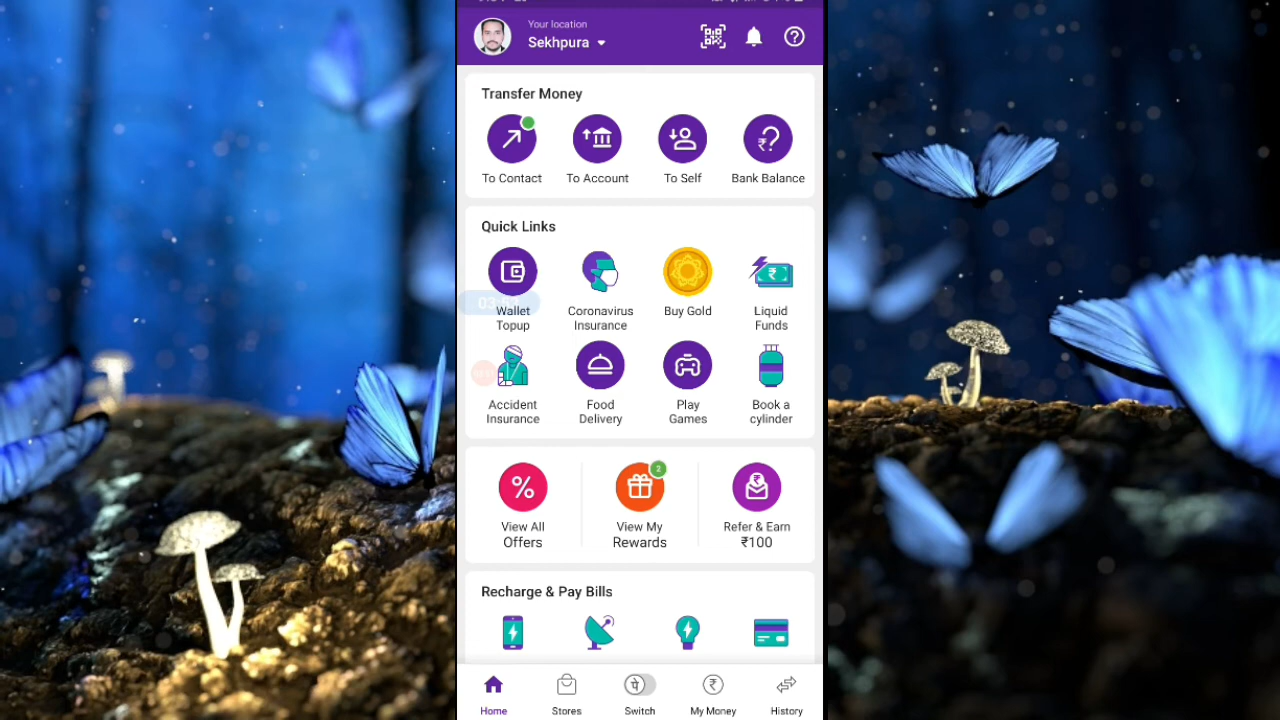 Your location
Sekhpura
Transfer Money
To Contact
To Account
To Self
Bank Balance
Quick Links
Wallet
Topup
Coronavirus
Insurance
Buy Gold
Liquid
Funds
Accident
Insurance
Food
Delivery
Play
Games
Book a
cylinder
View All
Offers
2
View My
Rewards
Refer & Earn
₹100
Recharge & Pay Bills
Home
Stores
पे
Switch
My Money
History